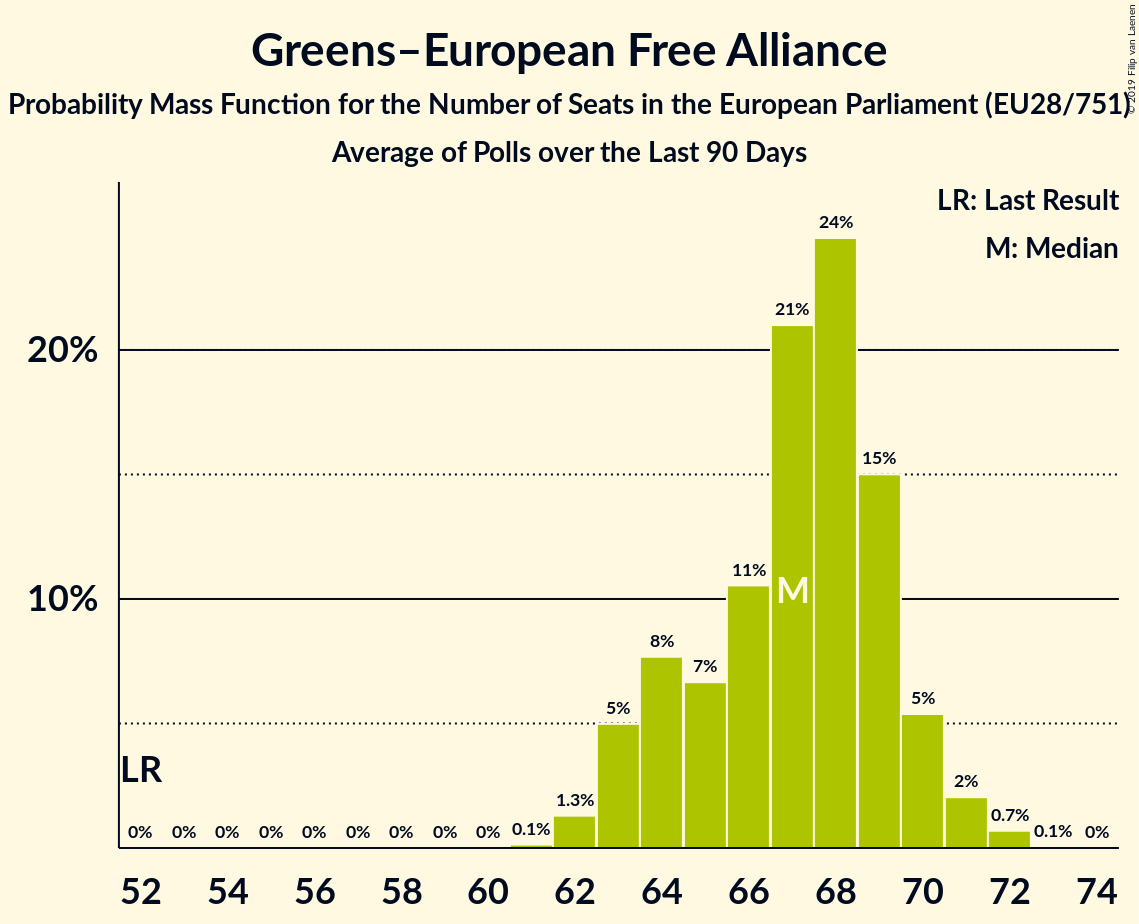 Greens–European Free Alliance
Probability Mass Function for the Number of Seats in the European Parliament (EU28/751)
Average of Polls over the Last 90 Days
© 2019 Filip van Laenen
LR: Last Result
M: Median
24%
21%
20%
15%
11%
10%
M
8%
7%
5%
5%
LR
2%
1.3%
0.7%
0% 0% 0% 0% 0% 0% 0% 0% 0% 0.1% 0.1% 0%
52 54 56 58 60 62 64 66 68 70 72 74